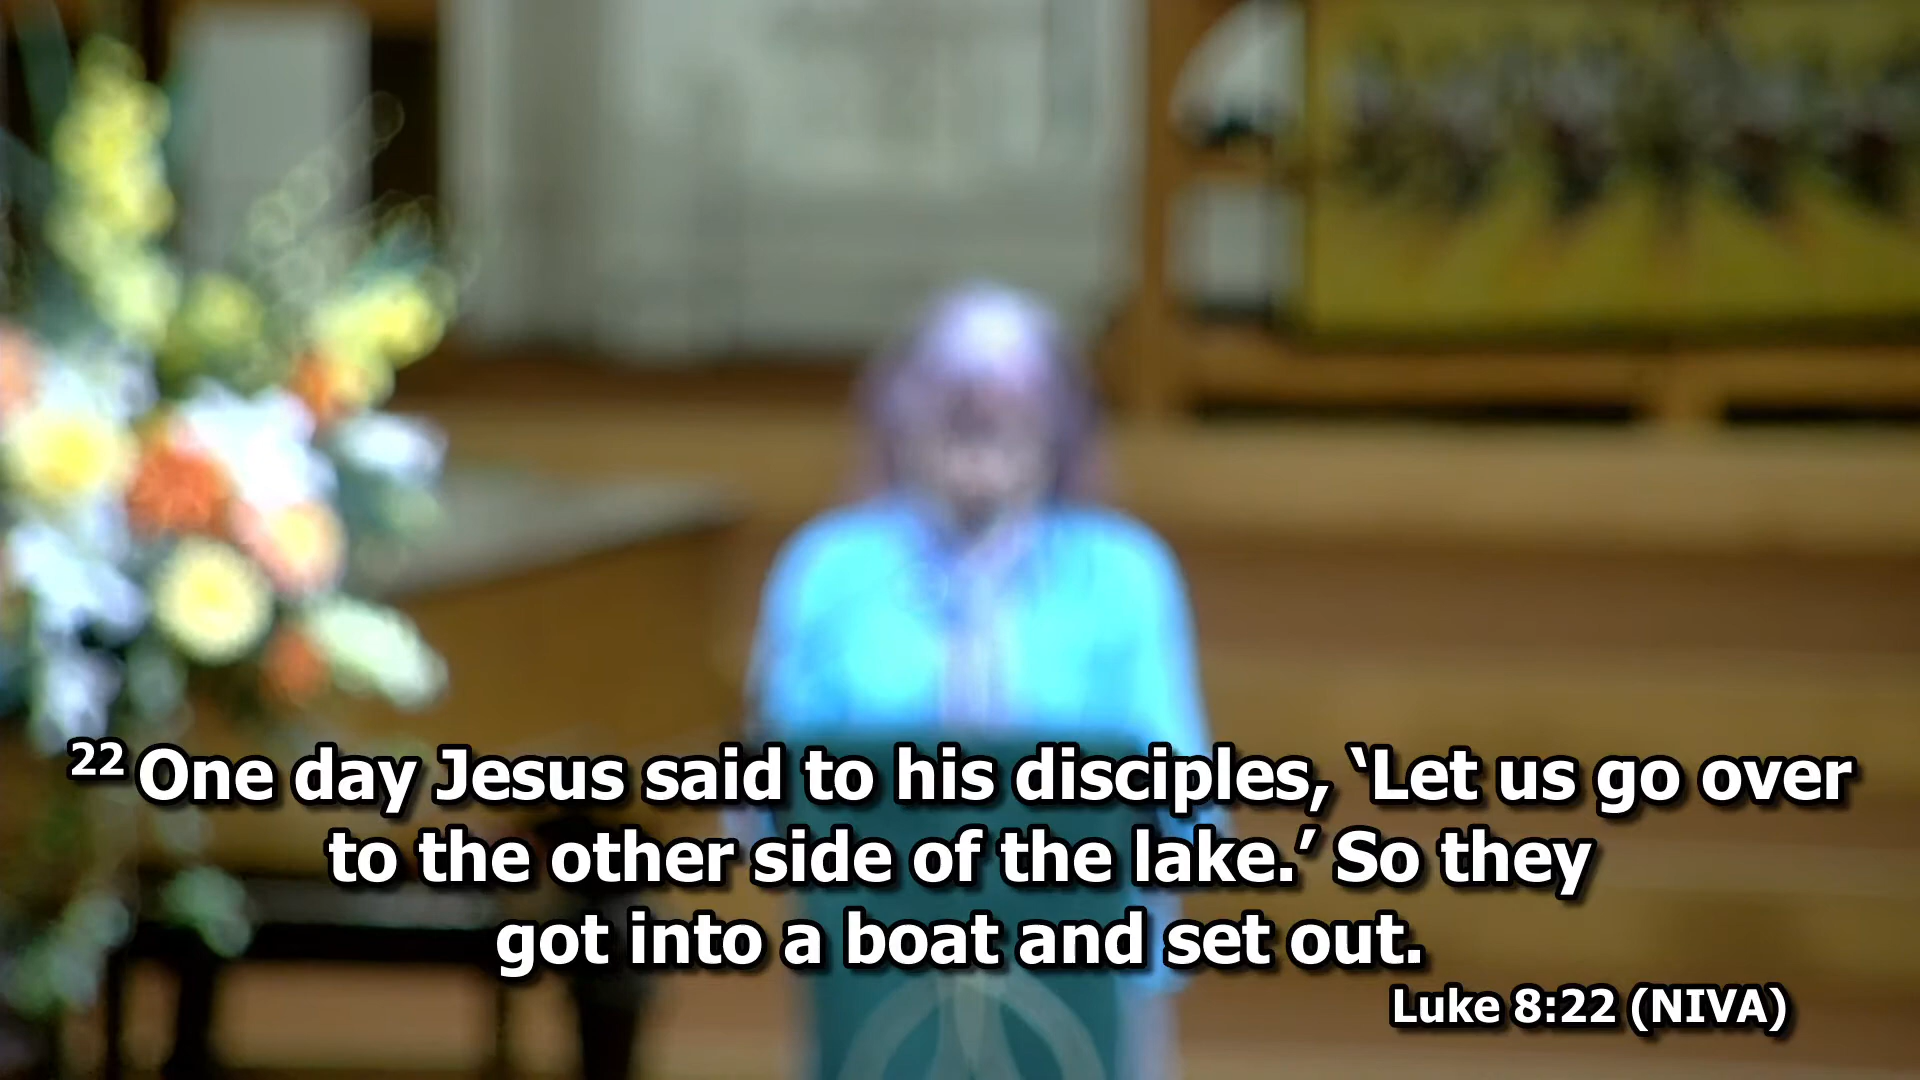 22 One day Jesus said to his disciples, ‘Let us go over
to the other side of the lake.’ So they
got into a boat and set out.
Luke 8:22 (NIVA)